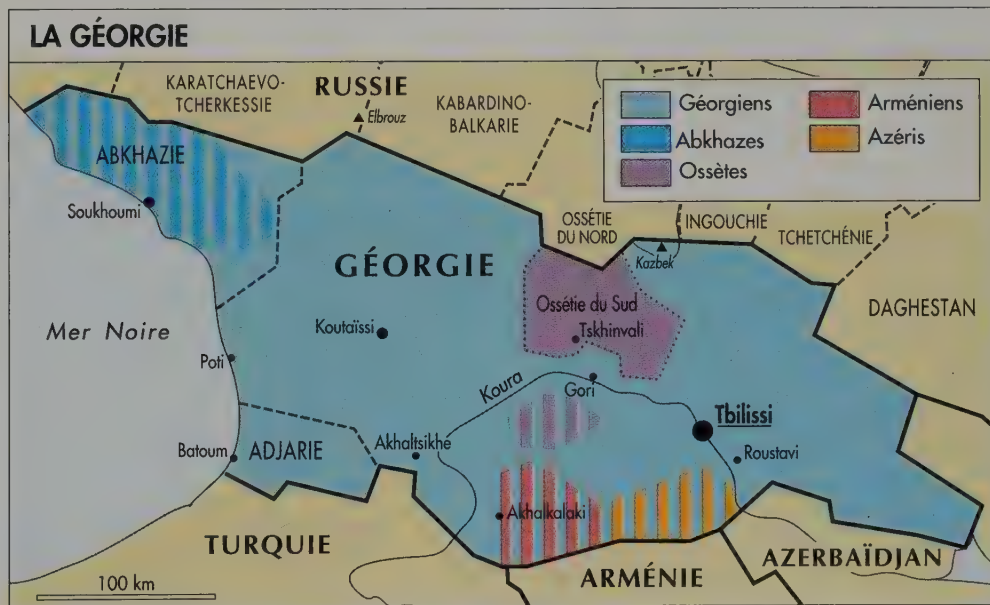 LA GÉORGIE
KARATCHAEVO-
TCHERKESSIE
RUSSIE
Elbrouz
KABARDINO-
BALKARIE
Géorgiens
Abkhazes
Ossètes
Arméniens
Azéris
ABKHAZIE
Soukhoumi
OSSÉTIE
DU NORD
INGOUCHIE
TCHETCHÉNIE
Kazbek
GÉORGIE
DAGHESTAN
Ossétie du Sud
Tskhinvali
Mer Noire
Koutaïssi
Poti
Koura
Gori
Tbilissi
Batoum
ADJARIE
Akhaltsikhe
Roustavi
Akhalkalaki
TURQUIE
ARMÉNIE
AZERBAÏDJAN
100 km